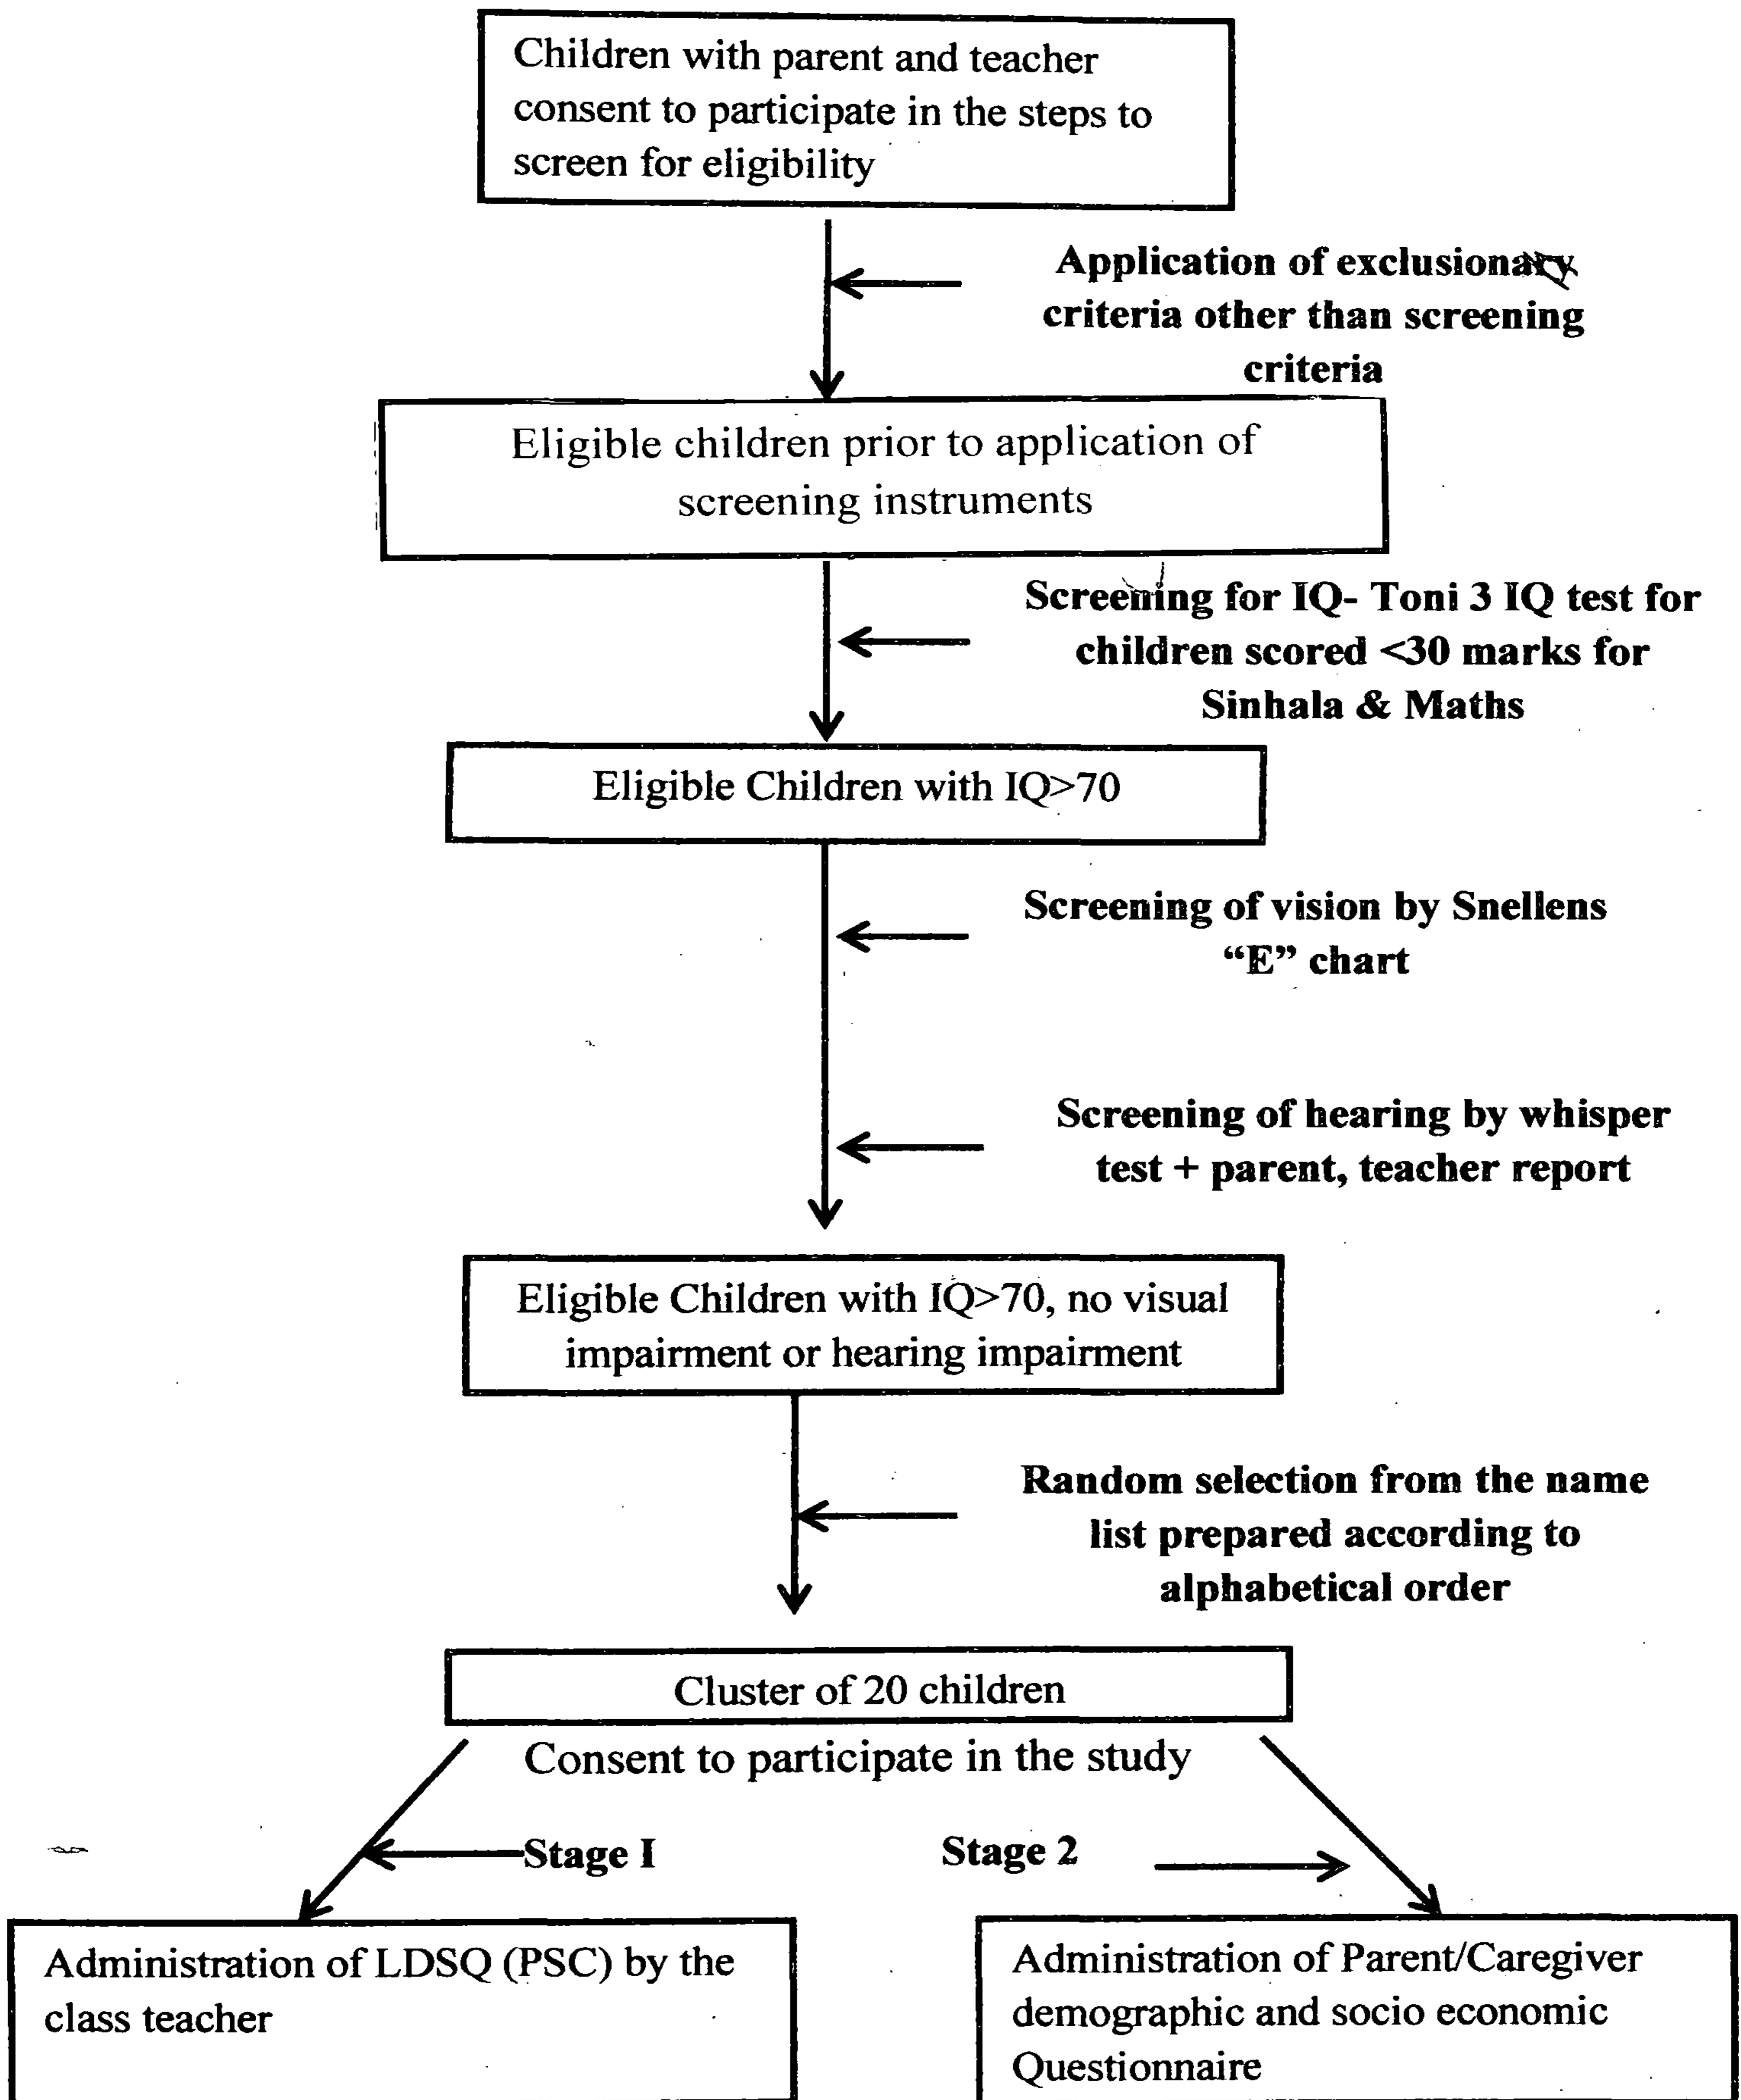 Children with parent and teacher
consent to participate in the steps to
screen for eligibility
Application of exclusionary
criteria other than screening
criteria
Eligible children prior to application of
screening instruments
Screening for IQ- Toni 3 IQ test for
children scored <30 marks for
Sinhala & Maths
Eligible Children with IQ>70
Screening of vision by Snellens
“E” chart
Screening of hearing by whisper
test + parent, teacher report
Eligible Children with IQ>70, no visual
impairment or hearing impairment
Random selection from the name
list prepared according to
alphabetical order
Cluster of 20 children
Consent to participate in the study
Stage I
Stage 2
Administration of LDSQ (PSC) by the
class teacher
Administration of Parent/Caregiver
demographic and socio economic
Questionnaire